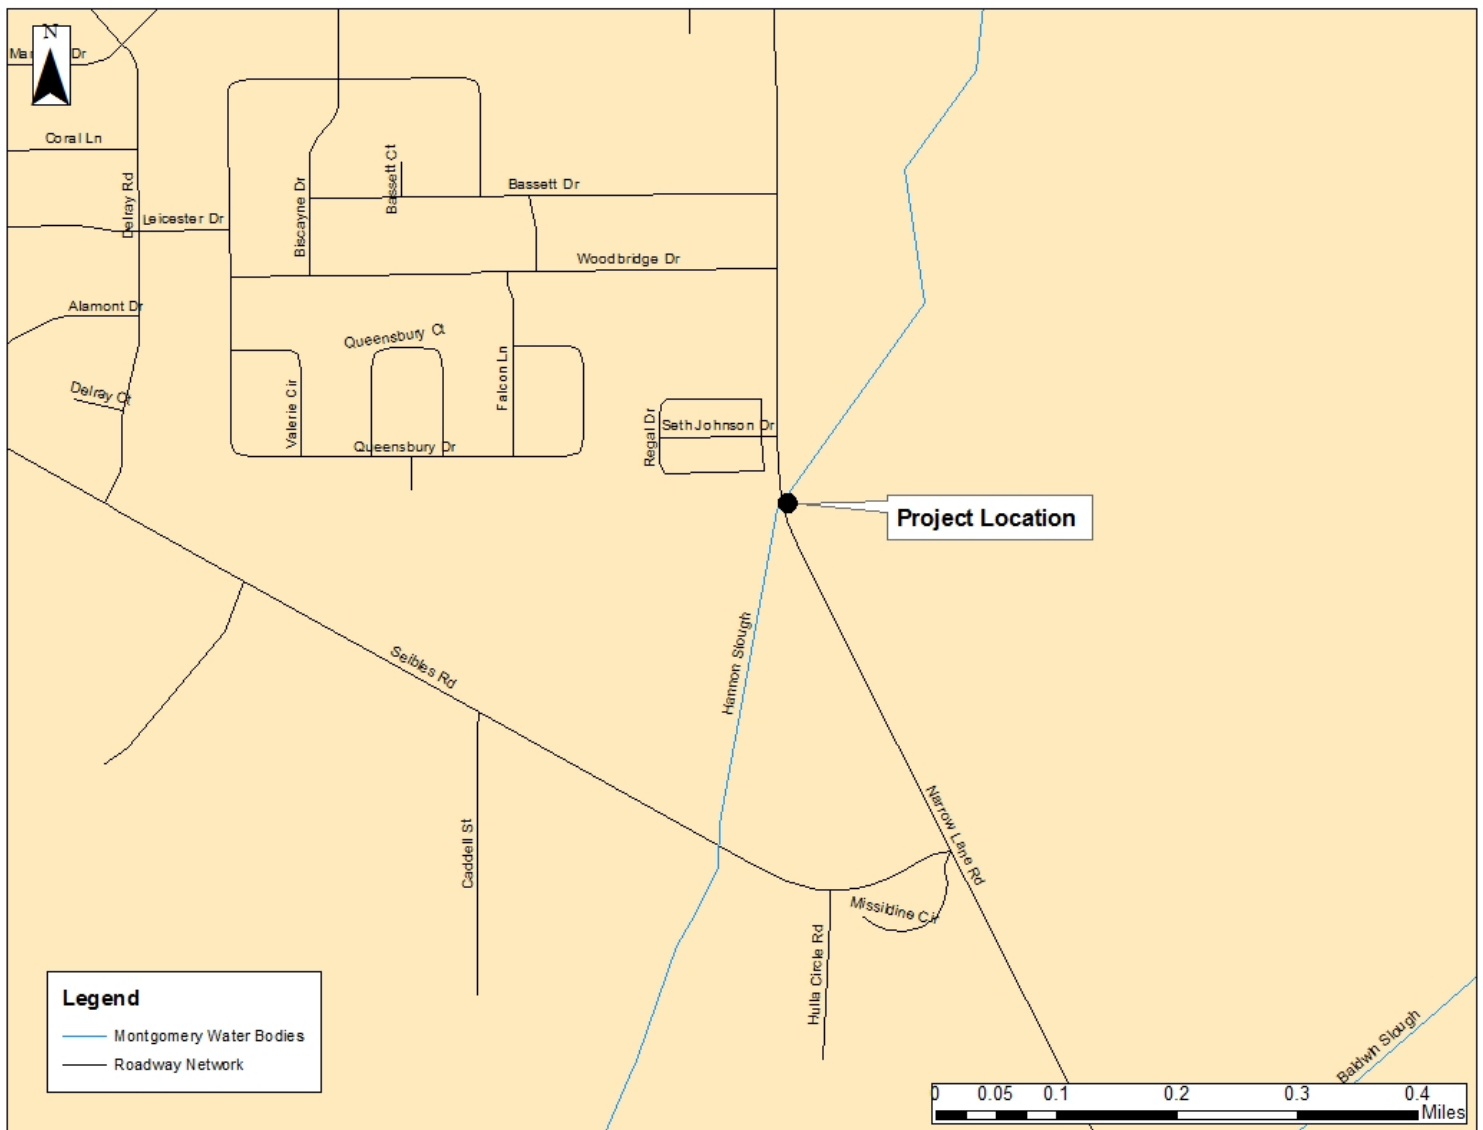 N
Dr
Coral Ln
Delray Rd
Leicester Dr
Biscayne Dr
Bassett Ct
Bassett Dr
Woodbridge Dr
Alamont Dr
Queensbury Ct
Delray Ct
Valerie Cir
Falcon Ln
Queensbury Dr
Regal Dr
Seth Johnson Dr
Project Location
Hannon Slough
Seibles Rd
Narrow Lane Rd
Caddell St
Missildine Cir
Hulla Circle Rd
Baldwin Slough
Legend
Montgomery Water Bodies
Roadway Network
0 0.05 0.1 0.2 0.3 0.4
Miles